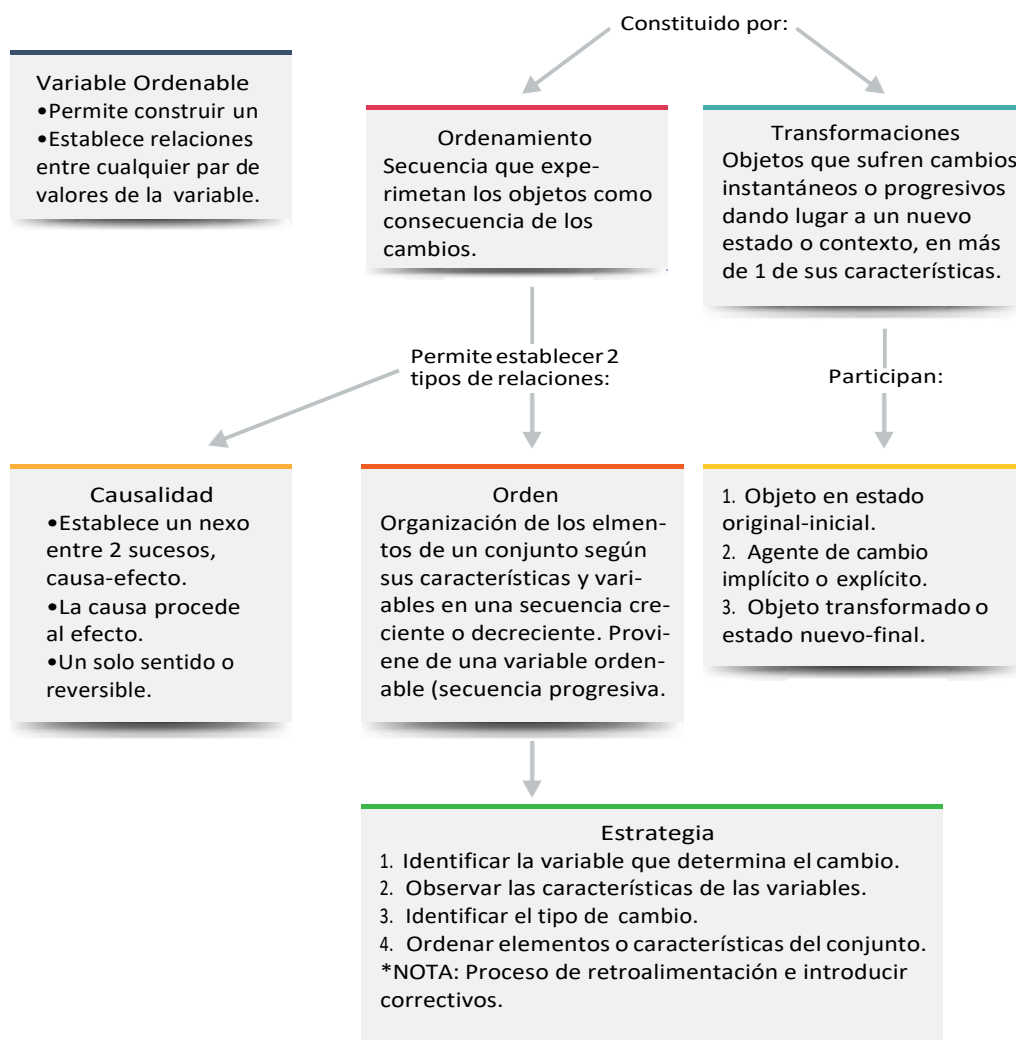 Constituido por:
Variable Ordenable
•Permite construir un
•Establece relaciones
entre cualquier par de
valores de la variable.
Ordenamiento
Secuencia que expe-
rimetan los objetos como
consecuencia de los
cambios.
Transformaciones
Objetos que sufren cambios
instantáneos o progresivos
dando lugar a un nuevo
estado o contexto, en más
de 1 de sus características.
Permite establecer 2
tipos de relaciones:
Participan:
Causalidad
•Establece un nexo
entre 2 sucesos,
causa-efecto.
•La causa procede
al efecto.
•Un solo sentido o
reversible.
Orden
Organización de los elmen-
tos de un conjunto según
sus características y vari-
ables en una secuencia cre-
ciente o decreciente. Provi-
ene de una variable orden-
able (secuencia progresiva.
1. Objeto en estado
original-inicial.
2. Agente de cambio
implícito o explícito.
3. Objeto transformado o
estado nuevo-final.
Estrategia
1. Identificar la variable que determina el cambio.
2. Observar las características de las variables.
3. Identificar el tipo de cambio.
4. Ordenar elementos o características del conjunto.
*NOTA: Proceso de retroalimentación e introducir
correctivos.